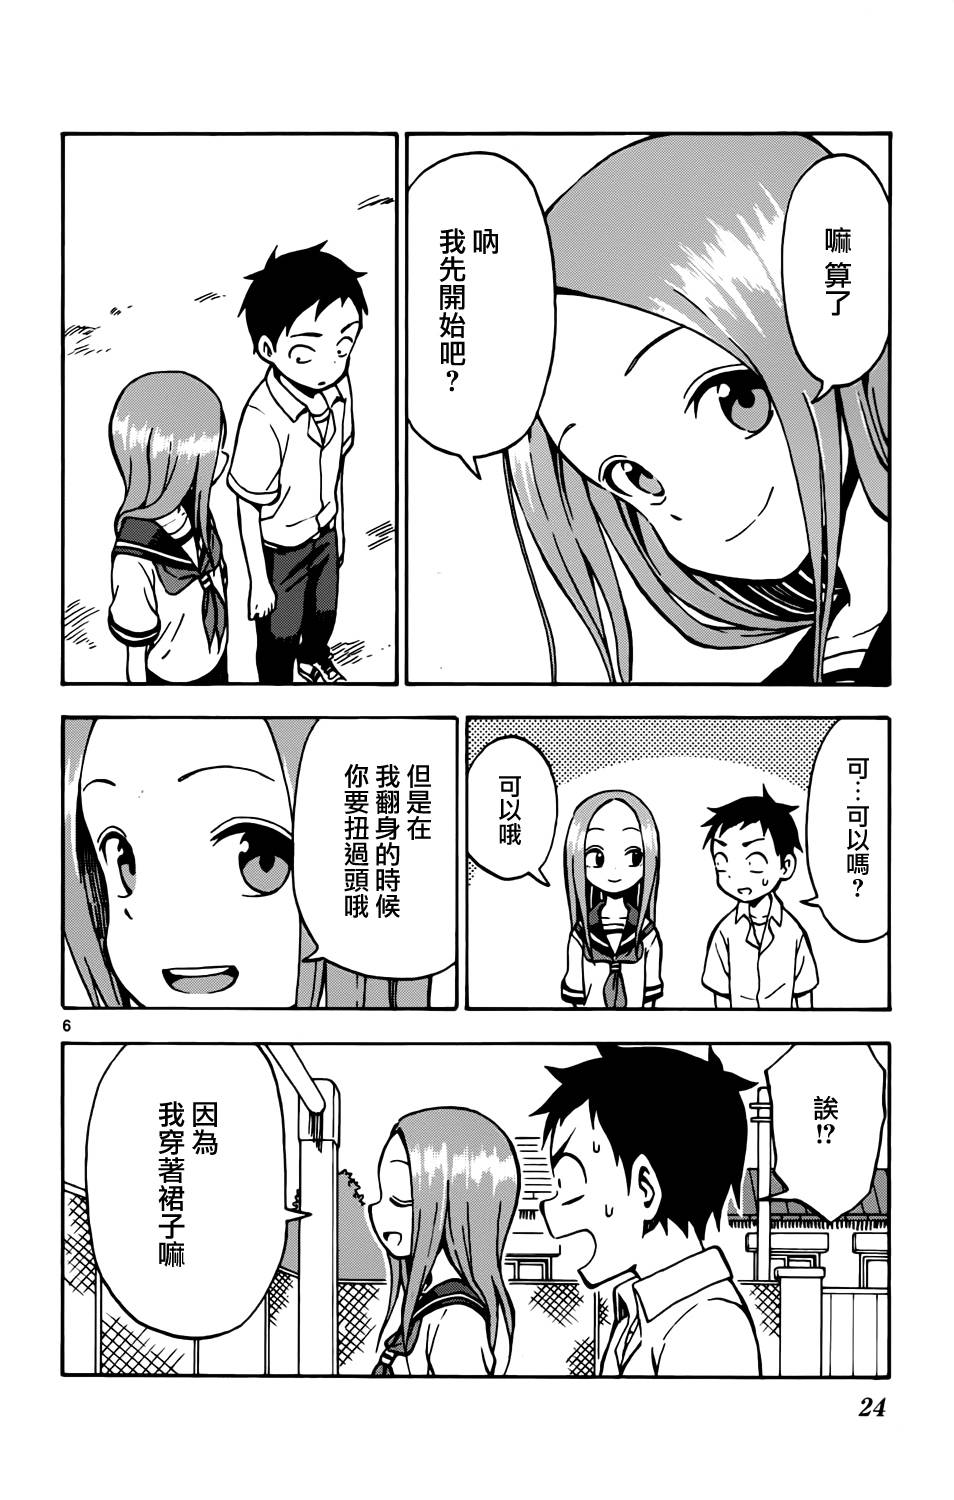 嘛算了
吶
我先開始吧？
可…可以嗎？
可以哦
但是在
我翻身的時候
你要扭過頭哦
6
誒!?
因為
我穿著裙子嘛
24